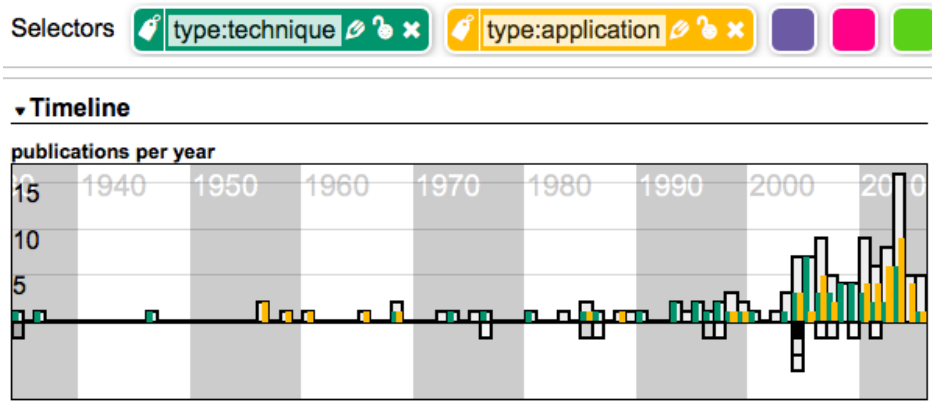 Selectors type:technique type:application
Timeline
publications per year
1940 1950 1960 1970 1980 1990 2000
15
10
5